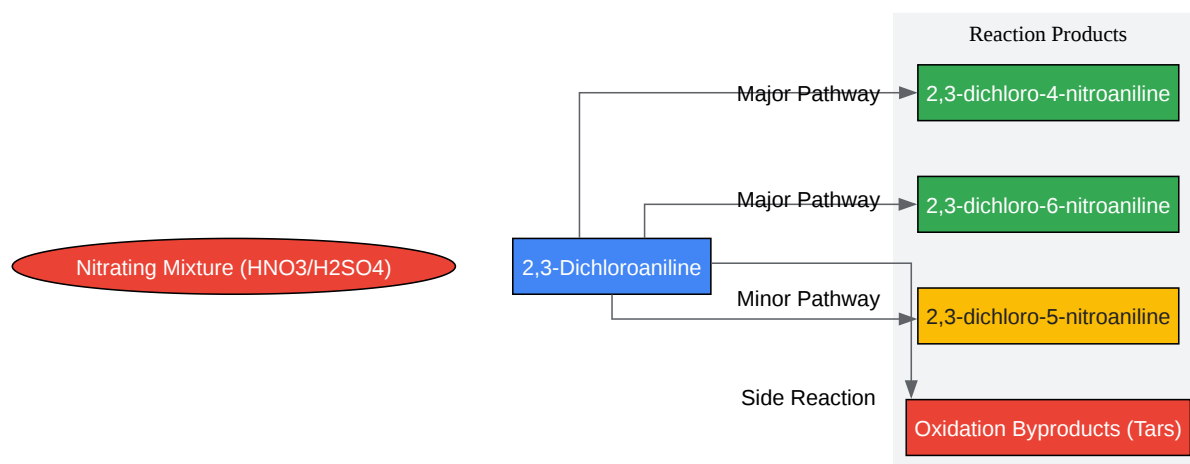 Reaction Products
Major Pathway
2,3-dichloro-4-nitroaniline
Major Pathway
2,3-dichloro-6-nitroaniline
Nitrating Mixture (HNO3/H2SO4)
2,3-Dichloroaniline
Minor Pathway
2,3-dichloro-5-nitroaniline
Side Reaction
Oxidation Byproducts (Tars)